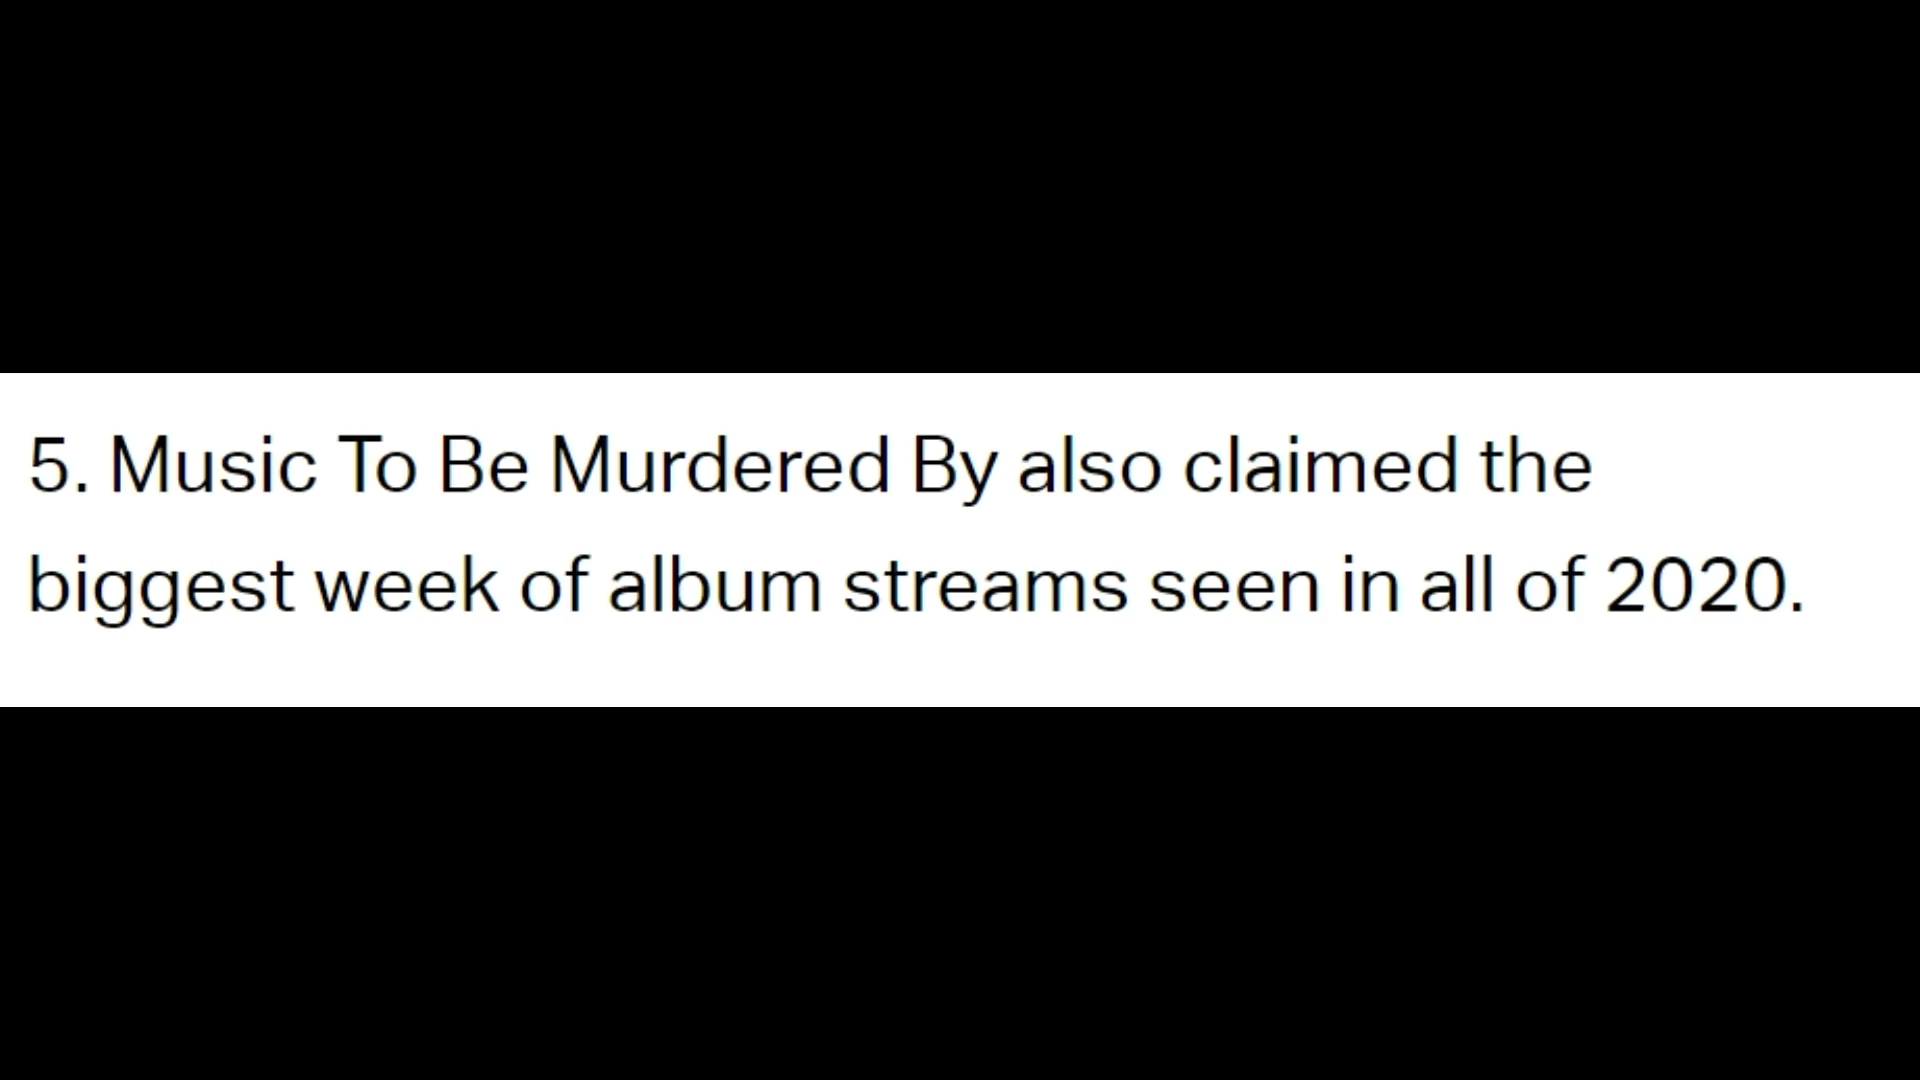 5. Music To Be Murdered By also claimed the
biggest week of album streams seen in all of 2020.